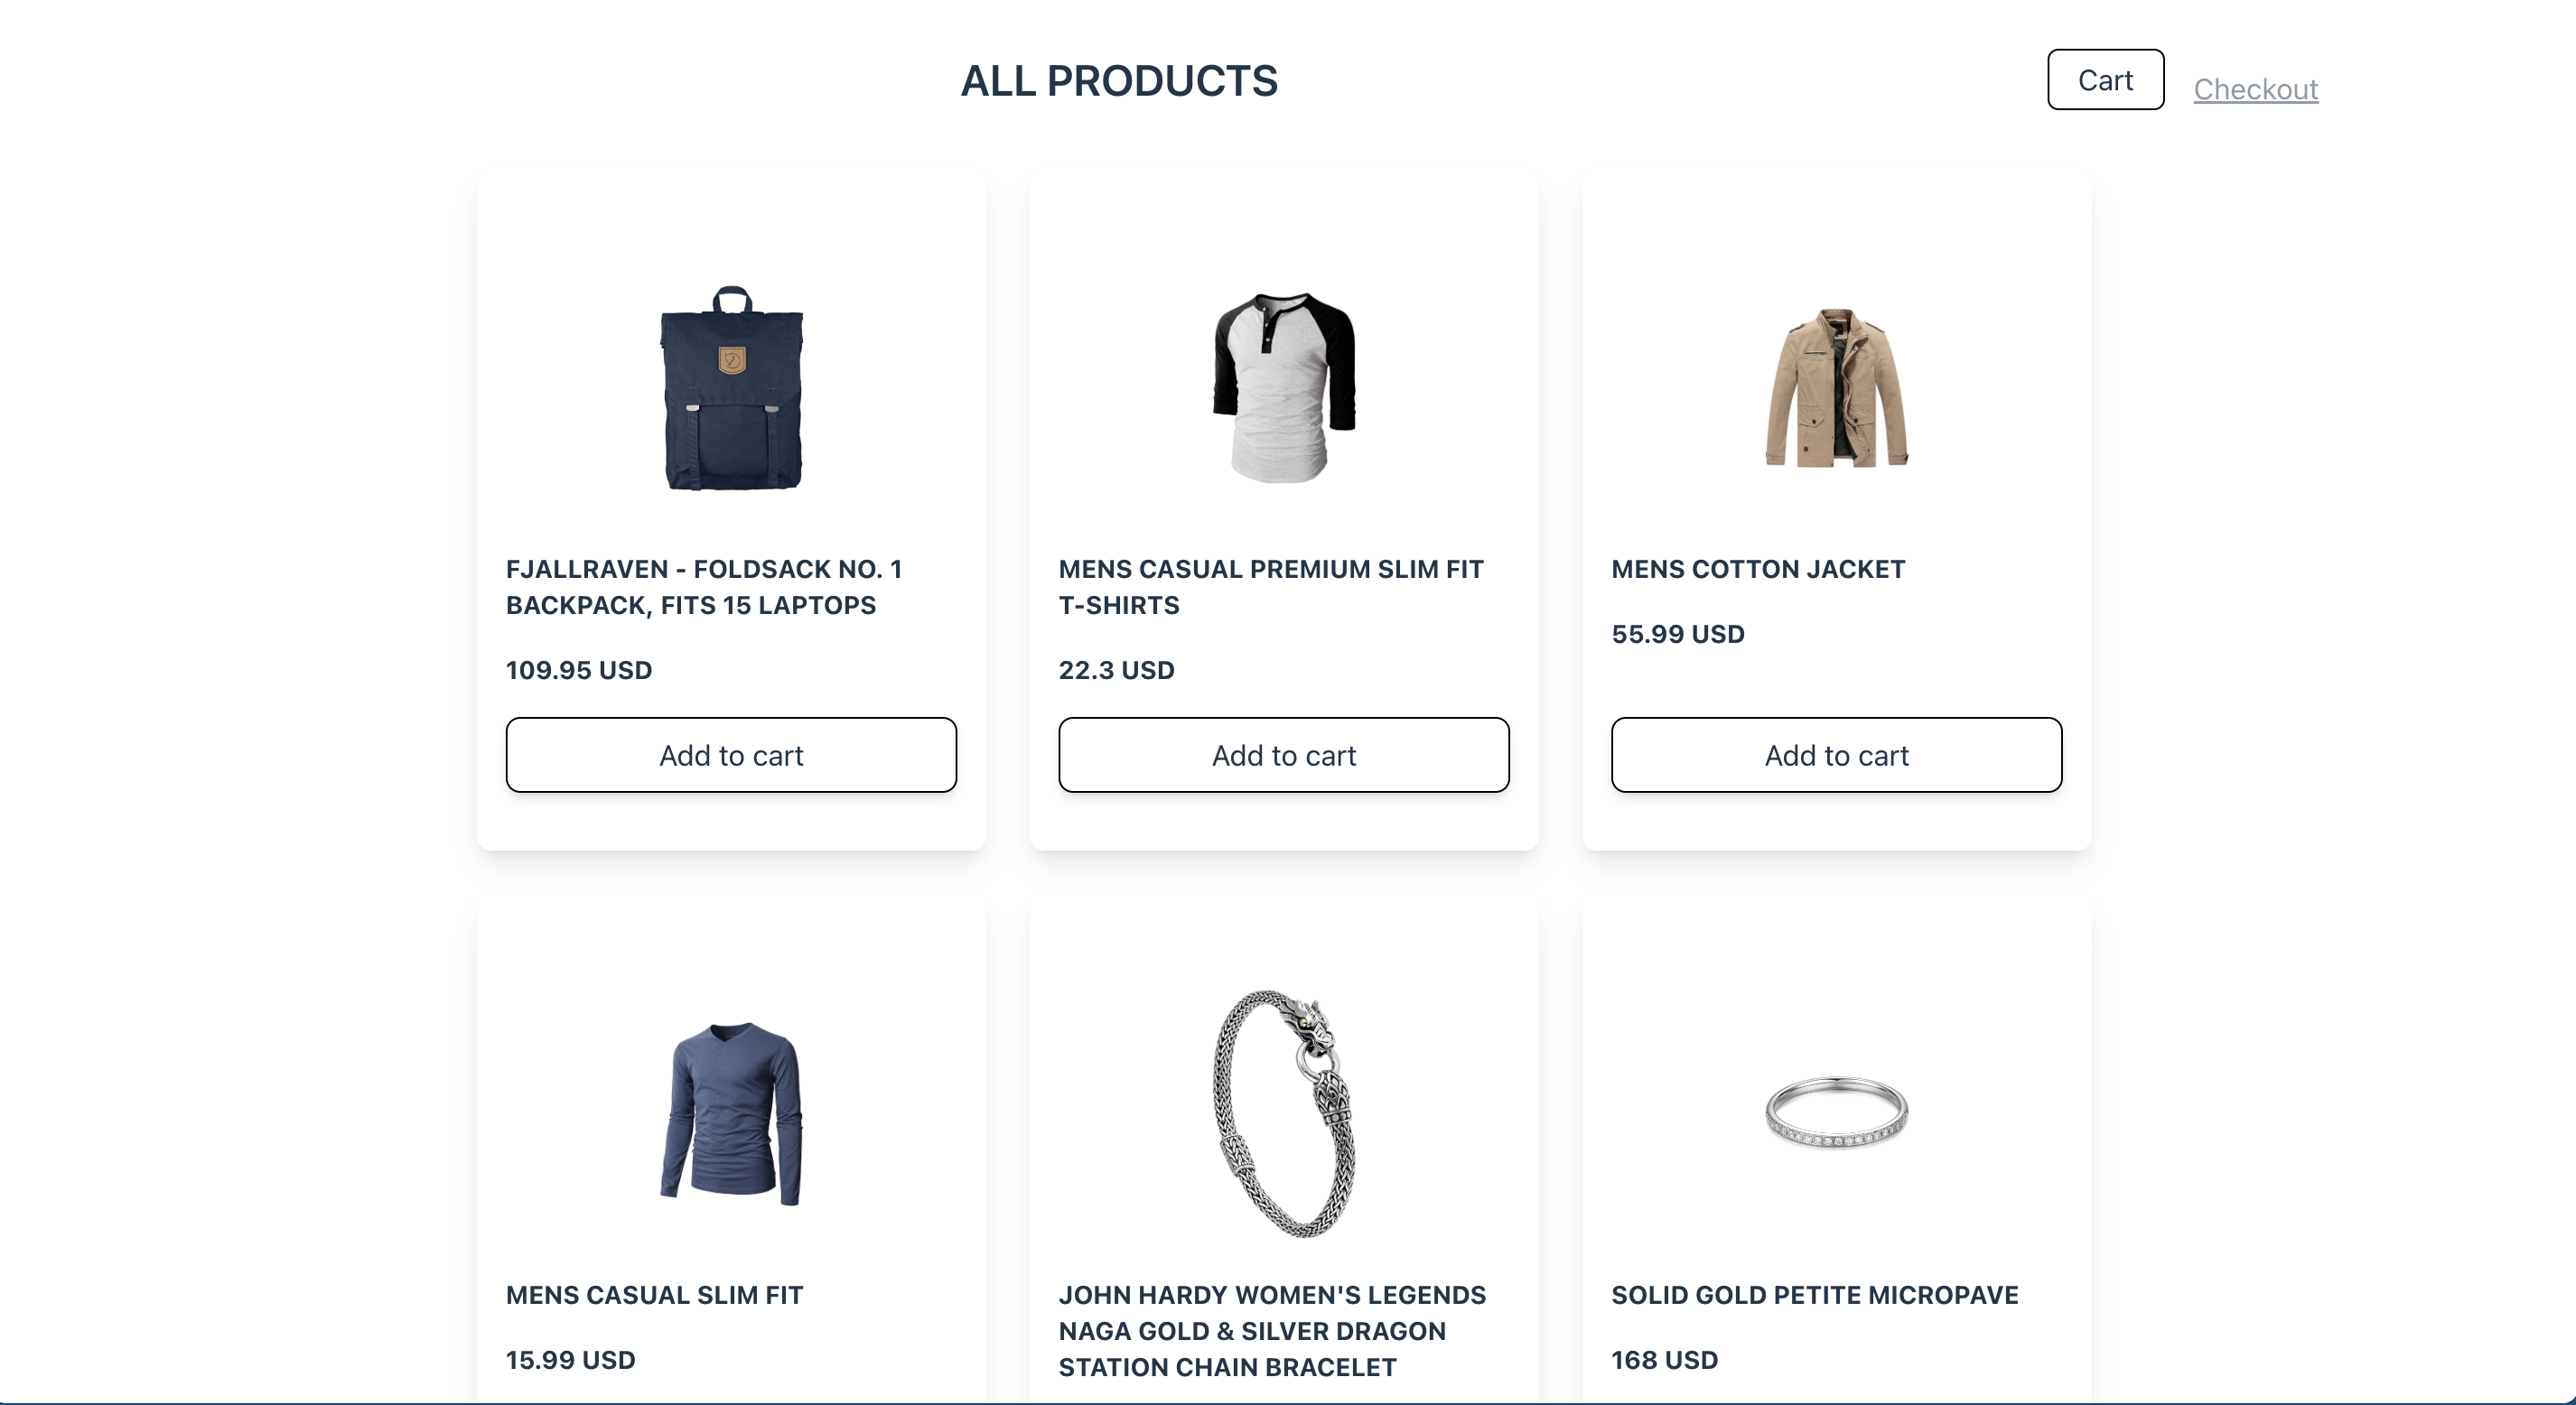 ALL PRODUCTS
Cart
Checkout
FJALLRAVEN - FOLDSACK NO. 1
BACKPACK, FITS 15 LAPTOPS
109.95 USD
Add to cart
MENS CASUAL PREMIUM SLIM FIT
T-SHIRTS
22.3 USD
Add to cart
MENS COTTON JACKET
55.99 USD
Add to cart
MENS CASUAL SLIM FIT
15.99 USD
JOHN HARDY WOMEN'S LEGENDS
NAGA GOLD & SILVER DRAGON
STATION CHAIN BRACELET
SOLID GOLD PETITE MICROPAVE
168 USD